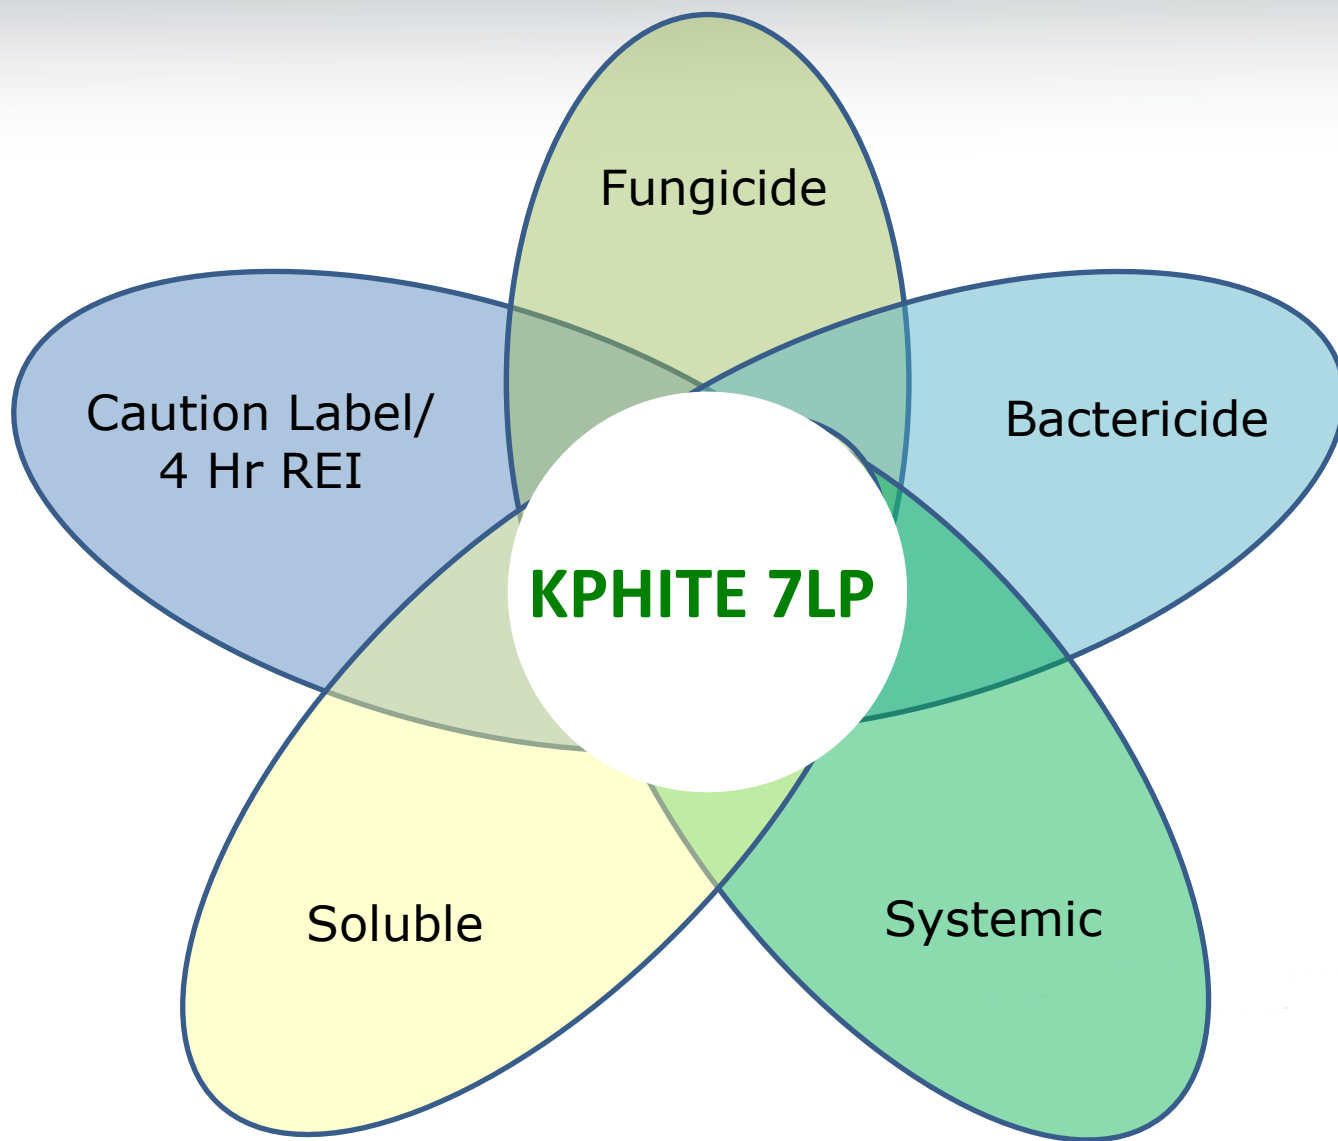 Fungicide
Caution Label/
4 Hr REI
Bactericide
KPHITE 7LP
Soluble
Systemic